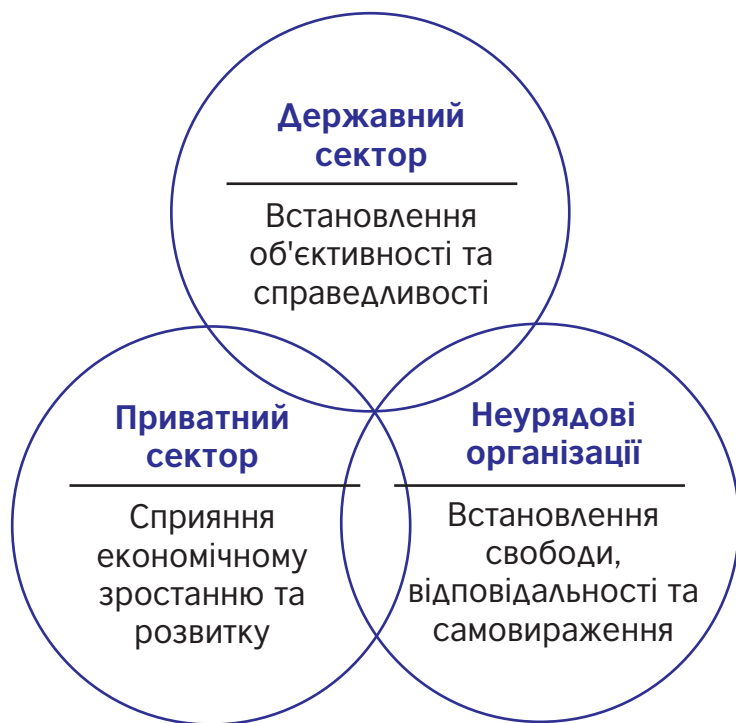 Державний
сектор
Встановлення
об'єктивності та
справедливості
Приватний
сектор
Сприяння
економічному
зростанню та
розвитку
Неурядові
організації
Встановлення
свободи,
відповідальності та
самовираження